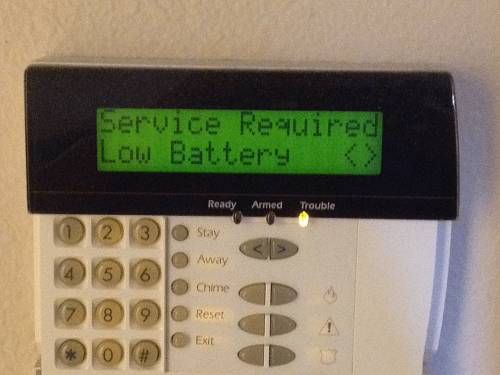 Service Required
Low Battery <>
Ready Armed Trouble
1 2 3 Stay < >
4 5 6 Away
7 8 9 Chime
Reset
* 0 # Exit